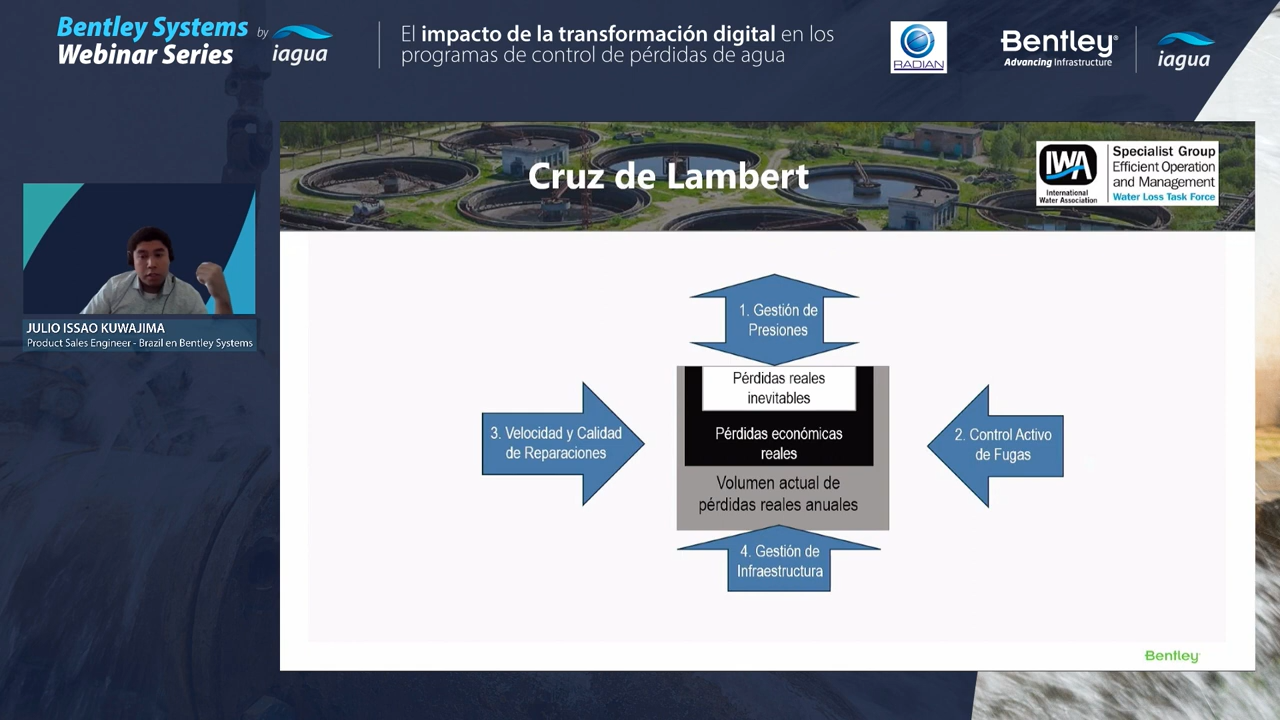 Bentley Systems
Webinar Series
by
iagua
El impacto de la transformación digital en los
programas de control de pérdidas de agua
RADIAN
Bentley®
Advancing Infrastructure
iagua
Cruz de Lambert
IWA
International
Water Association
Specialist Group
Efficient Operation
and Management
Water Loss Task Force
JULIO ISSAO KUWAJIMA
Product Sales Engineer - Brazil en Bentley Systems
1. Gestión de
Presiones
Pérdidas reales
inevitables
3. Velocidad y Calidad
de Reparaciones
Pérdidas económicas
reales
2. Control Activo
de Fugas
Volumen actual de
pérdidas reales anuales
4. Gestión de
Infraestructura
Bentley